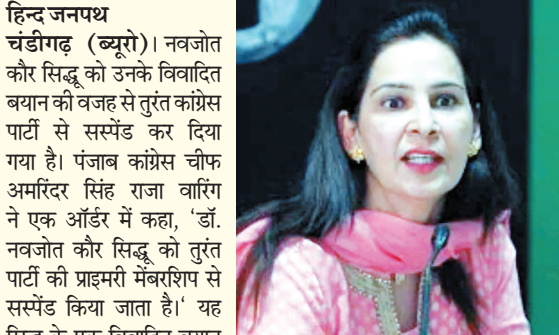 हिन्द जनपथ
चंडीगढ़ (ब्यूरो)। नवजोत
कौर सिद्धू को उनके विवादित
बयान की वजह से तुरंत कांग्रेस
पार्टी से सस्पेंड कर दिया
गया है। पंजाब कांग्रेस चीफ
अमरिंदर सिंह राजा वारिंग
ने एक ऑर्डर में कहा, 'डॉ.
नवजोत कौर सिद्धू को तुरंत
पार्टी की प्राइमरी मेंबरशिप से
सस्पेंड किया जाता है।' यह